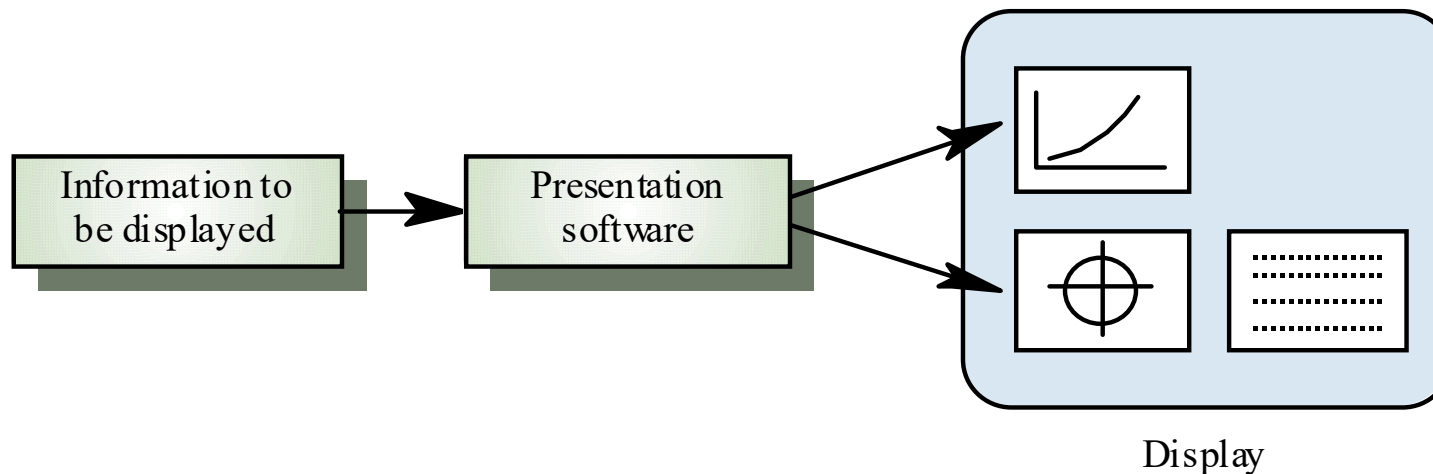 Information to
be displayed
Presentation
software
Display